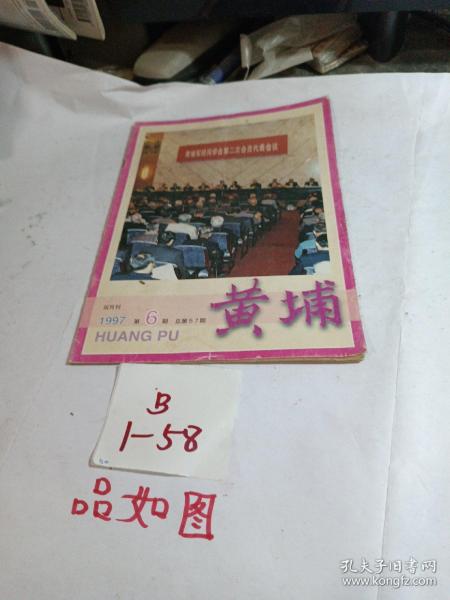 黄埔军校同学会第二次会员代表会议
双月刊
1997 第 6 期 总第57期
HUANG PU
黄埔
B
1-58
品如图
孔夫子旧书网
www.kongfz.com